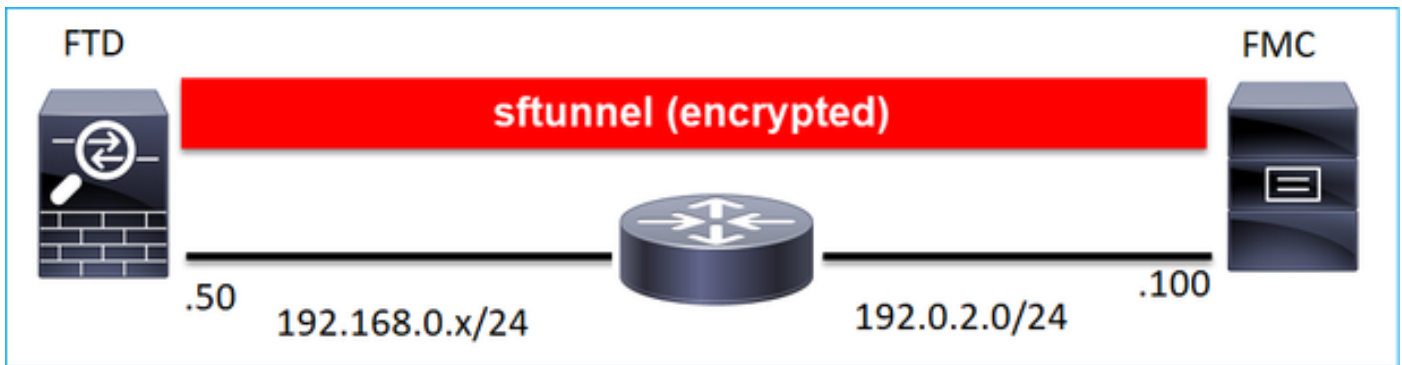 FTD
FMC
sftunnel (encrypted)
.50
192.168.0.x/24
192.0.2.0/24
.100